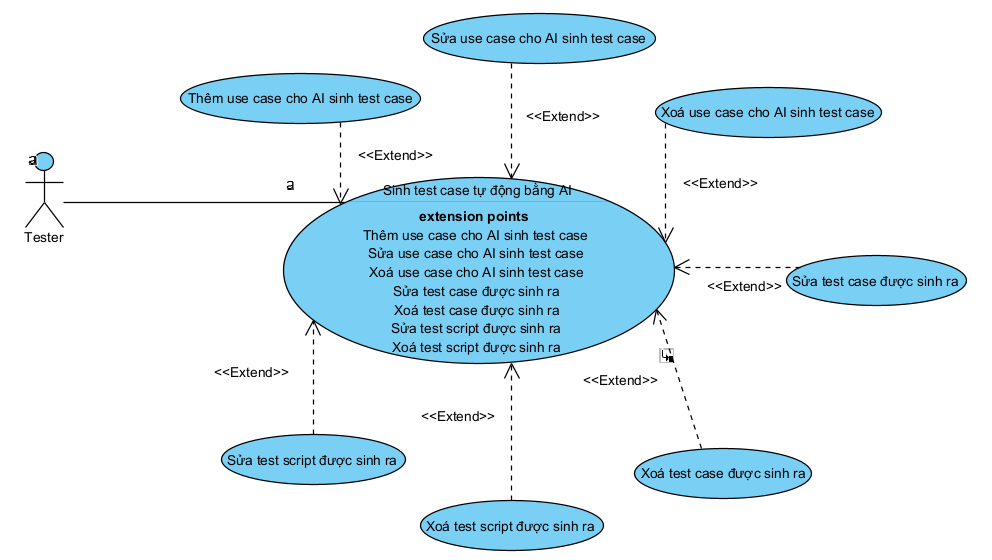 Sửa use case cho AI sinh test case
Thêm use case cho AI sinh test case
<<Extend>>
Xoá use case cho AI sinh test case
<<Extend>>
a
a
<<Extend>>
Sinh test case tự động bằng AI
extension points
Thêm use case cho AI sinh test case
Sửa use case cho AI sinh test case
Xoá use case cho AI sinh test case
Sửa test case được sinh ra
Xoá test case được sinh ra
Sửa test script được sinh ra
Xoá test script được sinh ra
Tester
Sửa test case được sinh ra
<<Extend>>
<<Extend>>
<<Extend>>
<<Extend>>
Sửa test script được sinh ra
Xoá test case được sinh ra
Xoá test script được sinh ra